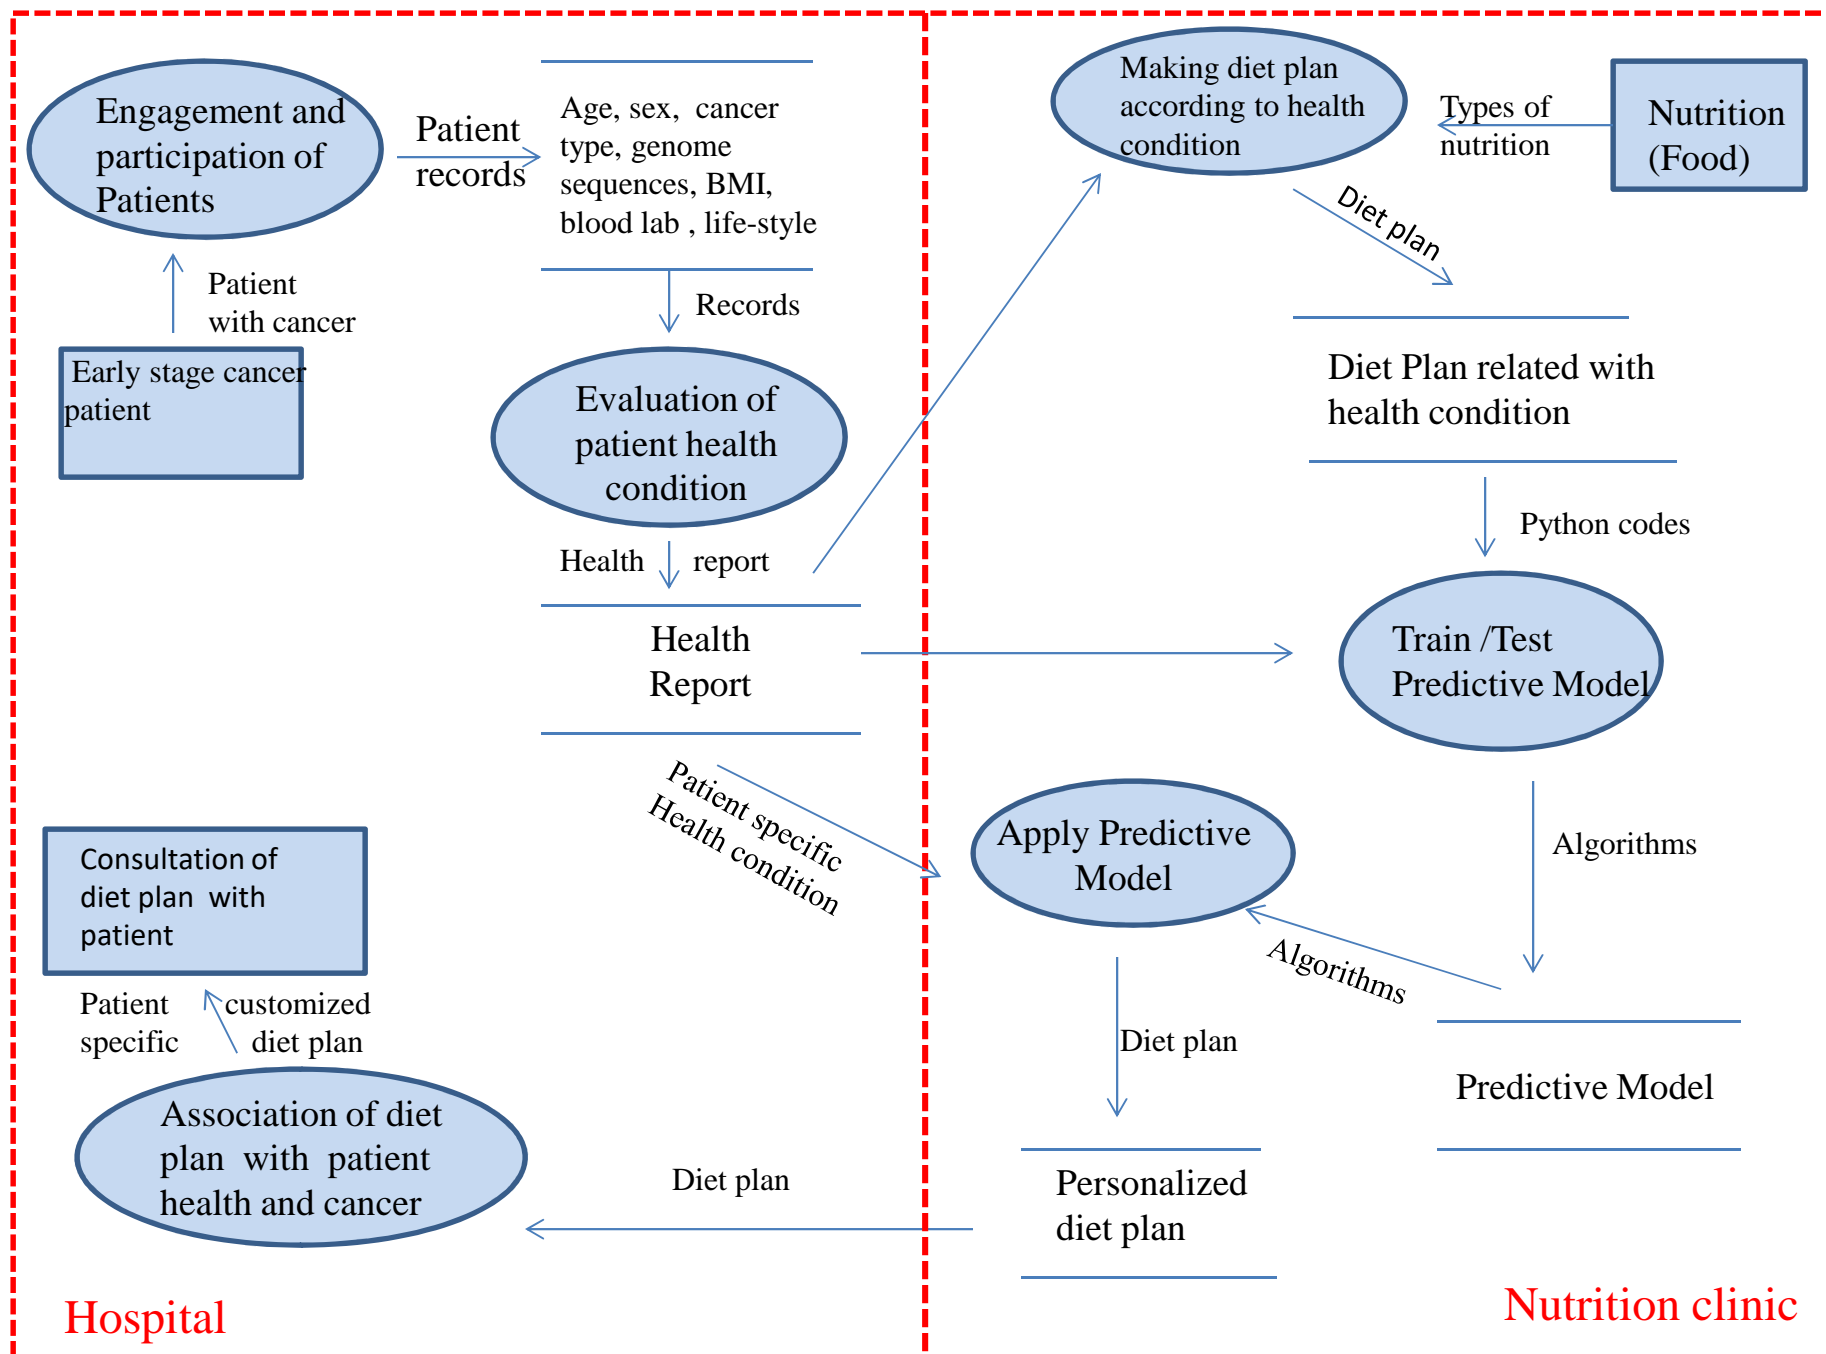 Engagement and
participation of
Patients
Patient
records
Age, sex, cancer
type, genome
sequences, BMI,
blood lab , life-style
Patient
with cancer
Records
Early stage cancer
patient
Evaluation of
patient health
condition
Health report
Health
Report
Patient specific
Health condition
Consultation of
diet plan with
patient
Patient customized
specific diet plan
Association of diet
plan with patient
health and cancer
Diet plan
Hospital
Making diet plan
according to health
condition
Types of
nutrition
Nutrition
(Food)
Diet plan
Diet Plan related with
health condition
Python codes
Train /Test
Predictive Model
Apply Predictive
Model
Algorithms
Algorithms
Diet plan
Predictive Model
Personalized
diet plan
Nutrition clinic